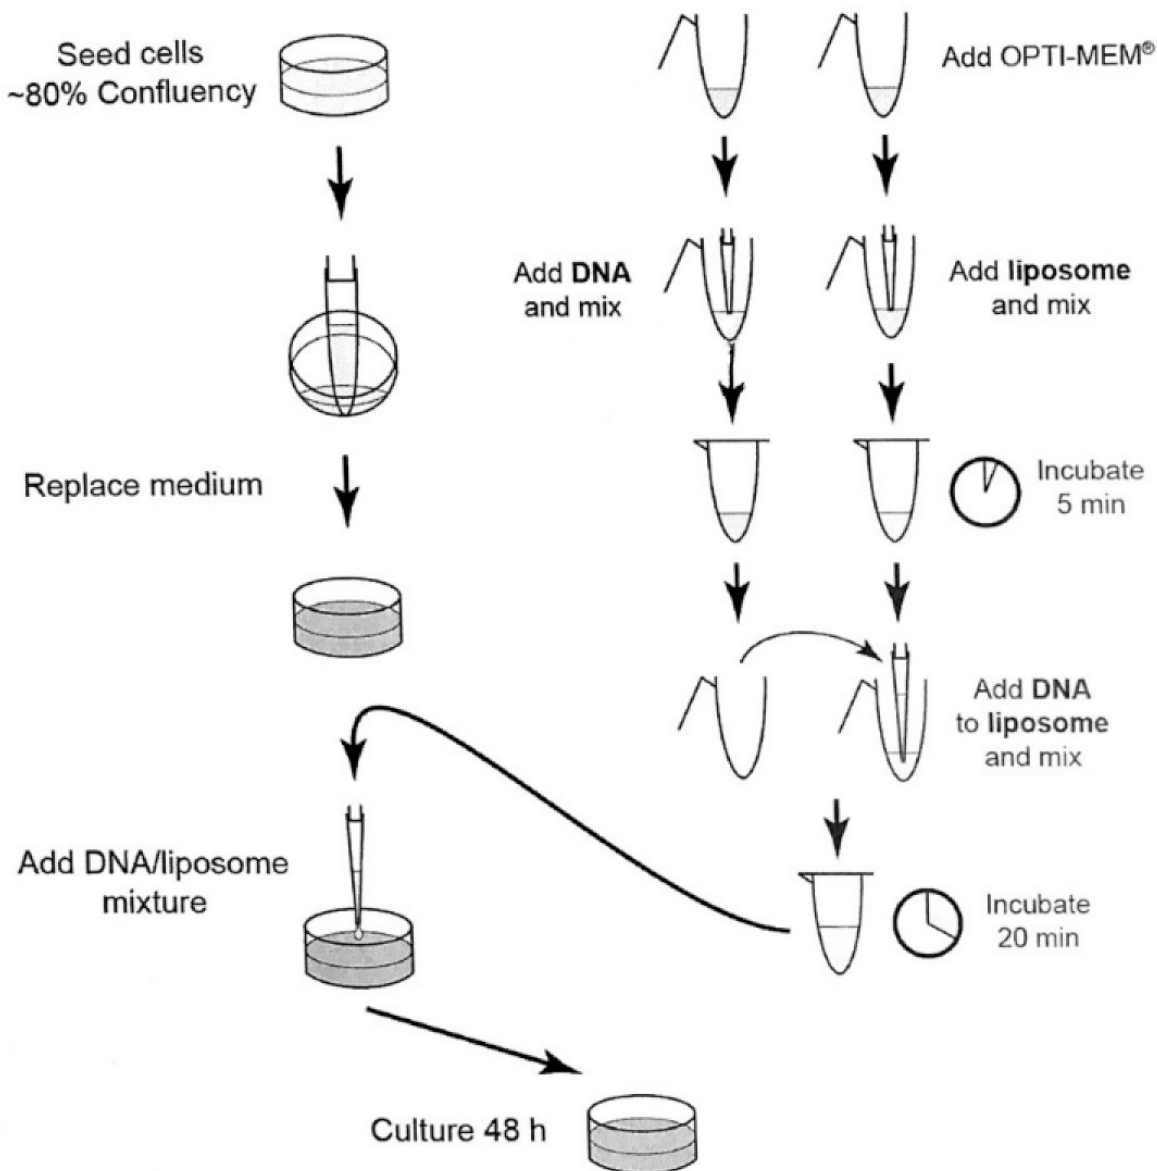 Seed cells
~80% Confluency
Add OPTI-MEM®
Add DNA
and mix
Add liposome
and mix
Replace medium
Incubate
5 min
Add DNA
to liposome
and mix
Add DNA/liposome
mixture
Incubate
20 min
Culture 48 h